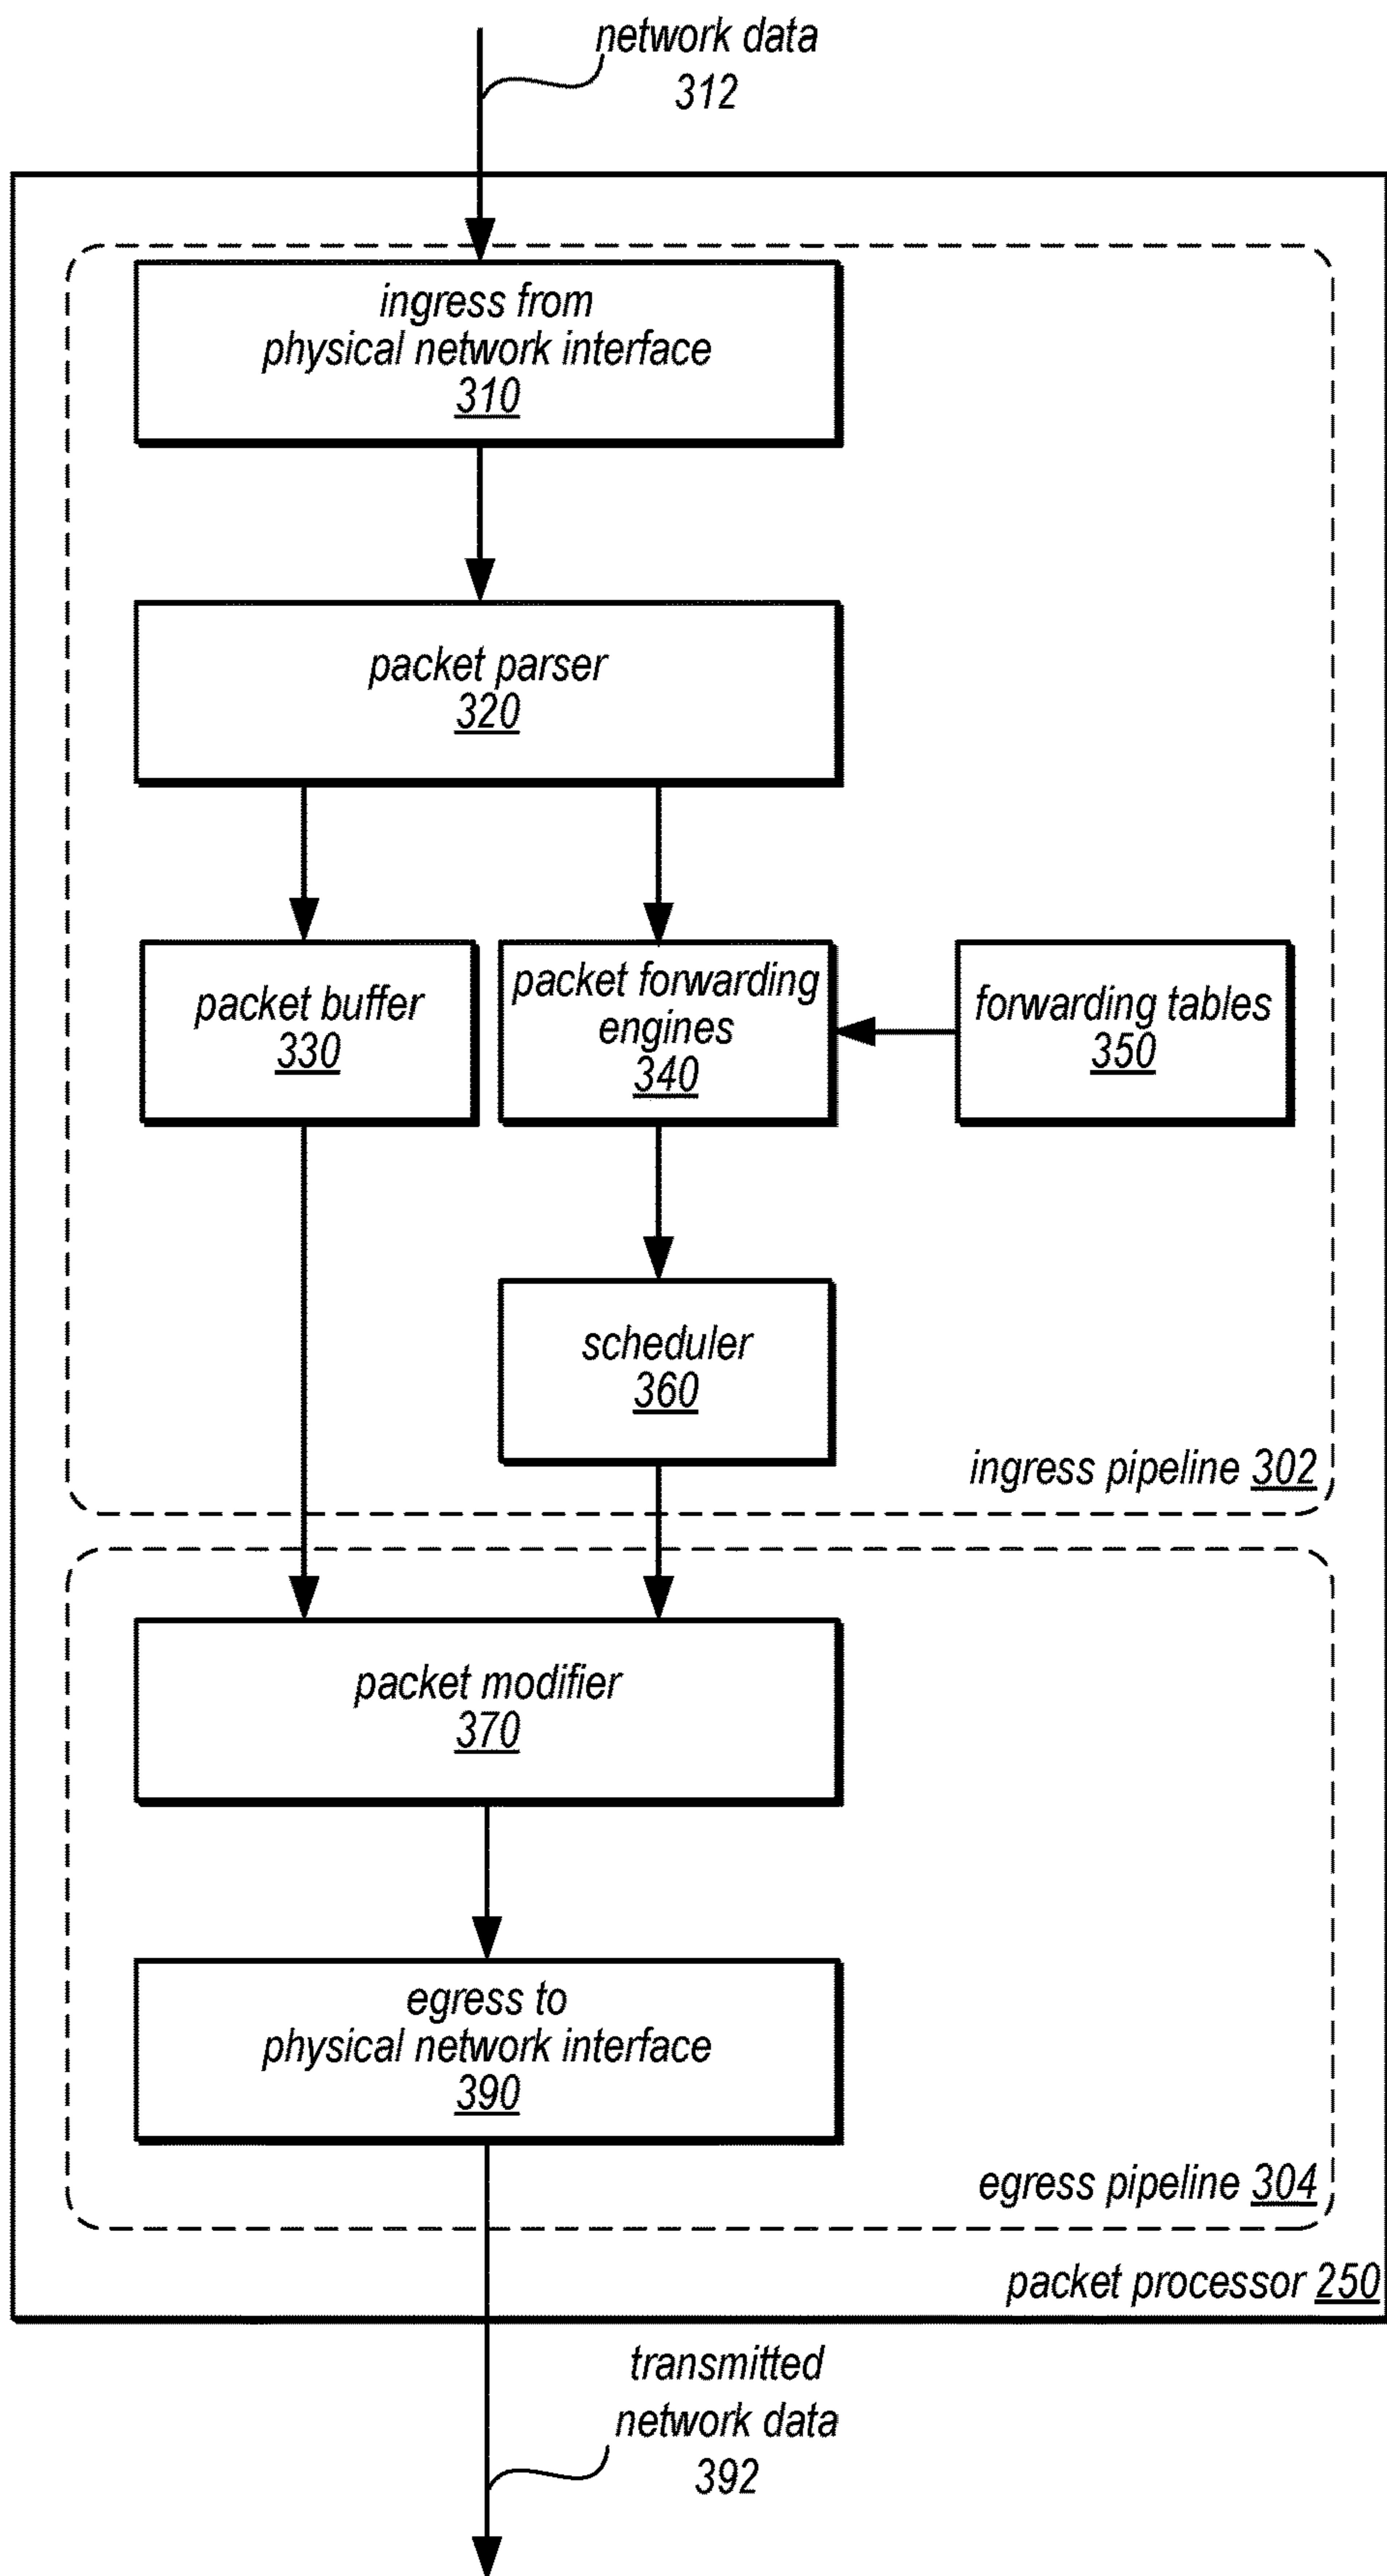 network data
312
ingress from
physical network interface
310
packet parser
320
packet buffer
330
packet forwarding
engines
340
forwarding tables
350
scheduler
360
ingress pipeline 302
packet modifier
370
egress to
physical network interface
390
egress pipeline 304
packet processor 250
transmitted
network data
392